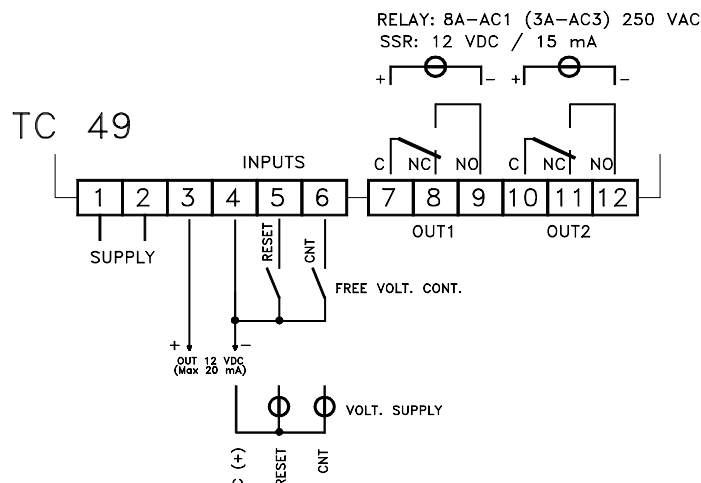 RELAY: 8A-AC1 (3A-AC3) 250 VAC
SSR: 12 VDC / 15 mA
+ - + -
TC 49
INPUTS
C NC NO C NC NO
1 2 3 4 5 6 7 8 9 10 11 12
SUPPLY
OUT1 OUT2
RESET
CNT
FREE VOLT. CONT.
+ -
OUT 12 VDC
(Max 20 mA)
VOLT. SUPPLY
C (+)
RESET
CNT